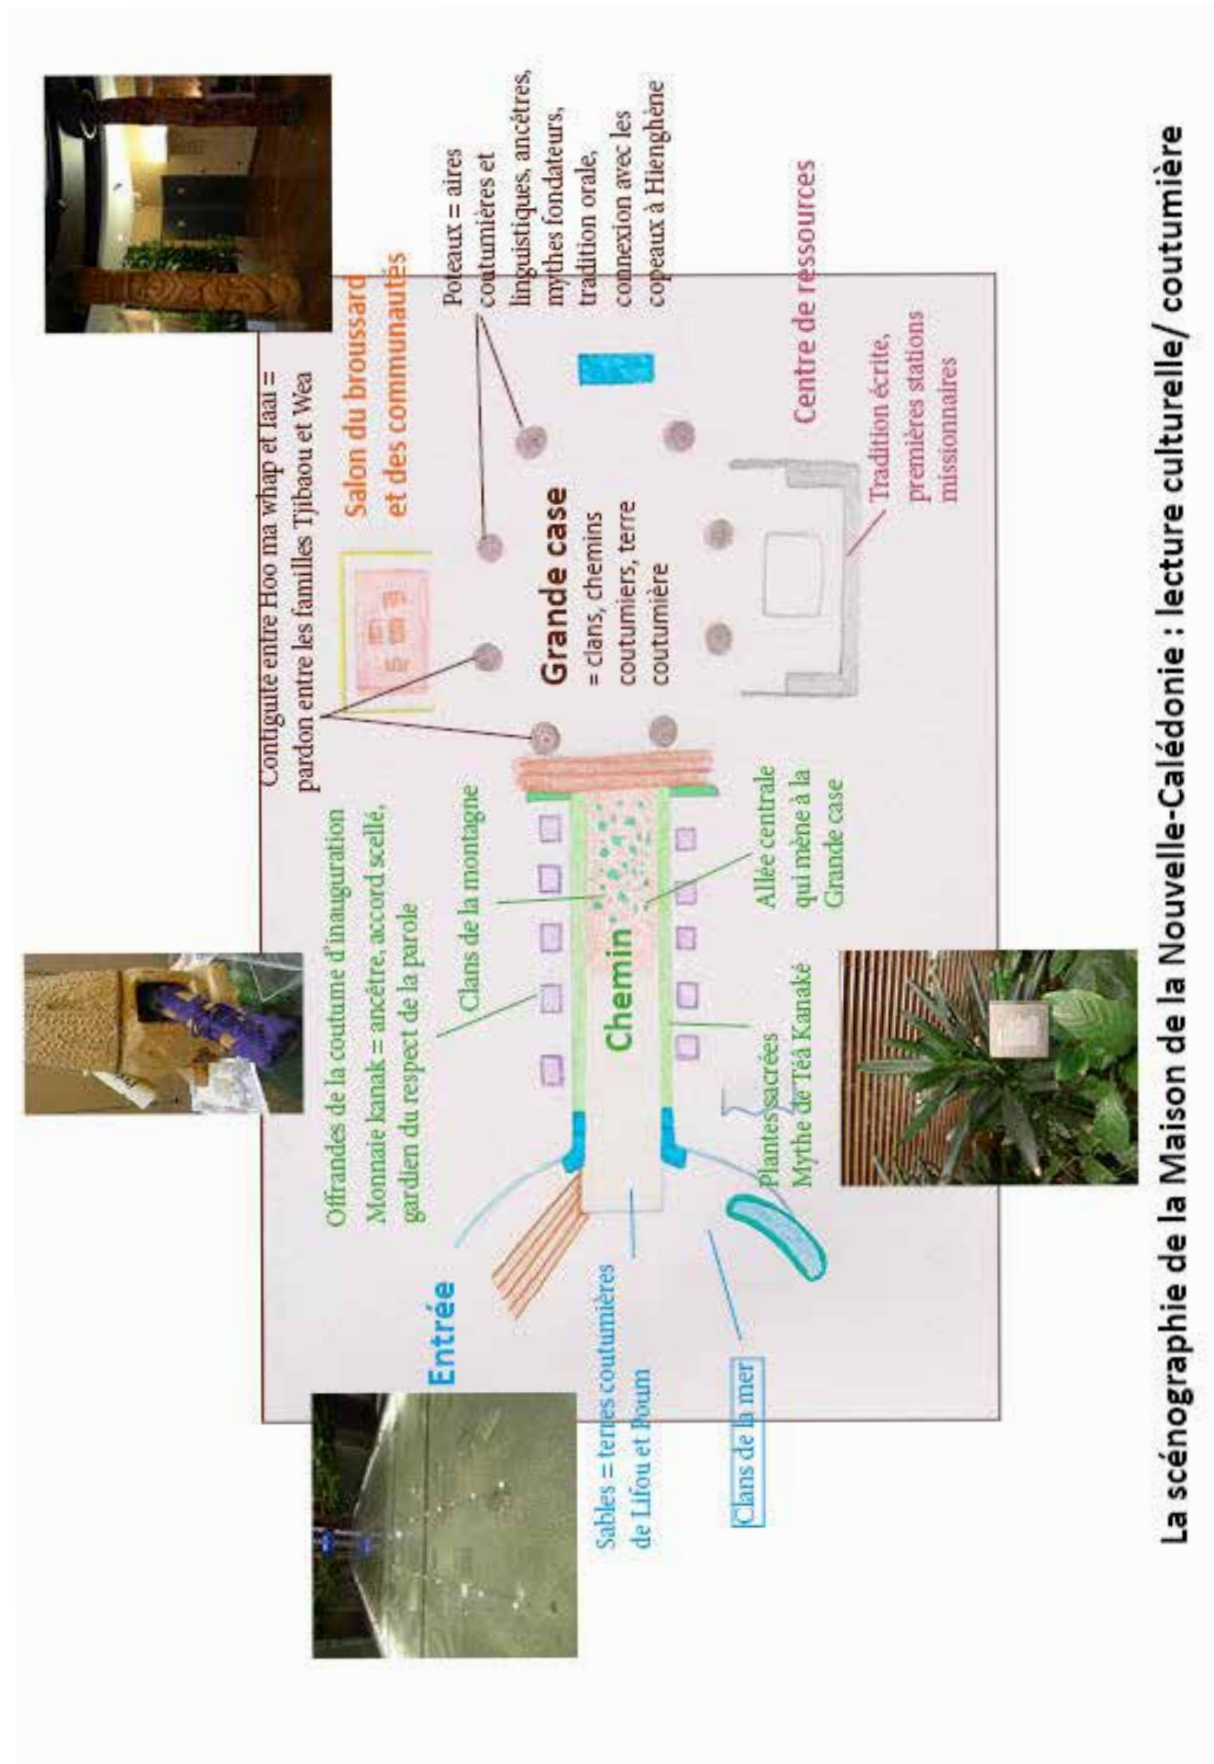 Contiguité entre Hoo ma whap et Iaai =
pardon entre les familles Tjibaou et Wea
Salon du broussard
et des communautés
Poteaux = aires
coutumières et
linguistiques, ancêtres,
mythes fondateurs,
tradition orale,
connexion avec les
copeaux à Hienghène
Offrandes de la coutume d'inauguration
Monnaie kanak = ancêtre, accord scellé,
gardien du respect de la parole
Clans de la montagne
Entrée
Chemin
Grande case
= clans, chemins
coutumiers, terre
coutumière
Sables = terres coutumières
de Lifou et Poum
Clans de la mer
Plantes sacrées
Mythe de Téâ Kanaké
Allée centrale
qui mène à la
Grande case
Centre de ressources
Tradition écrite,
premières stations
missionnaires
La scénographie de la Maison de la Nouvelle-Calédonie : lecture culturelle/ coutumière